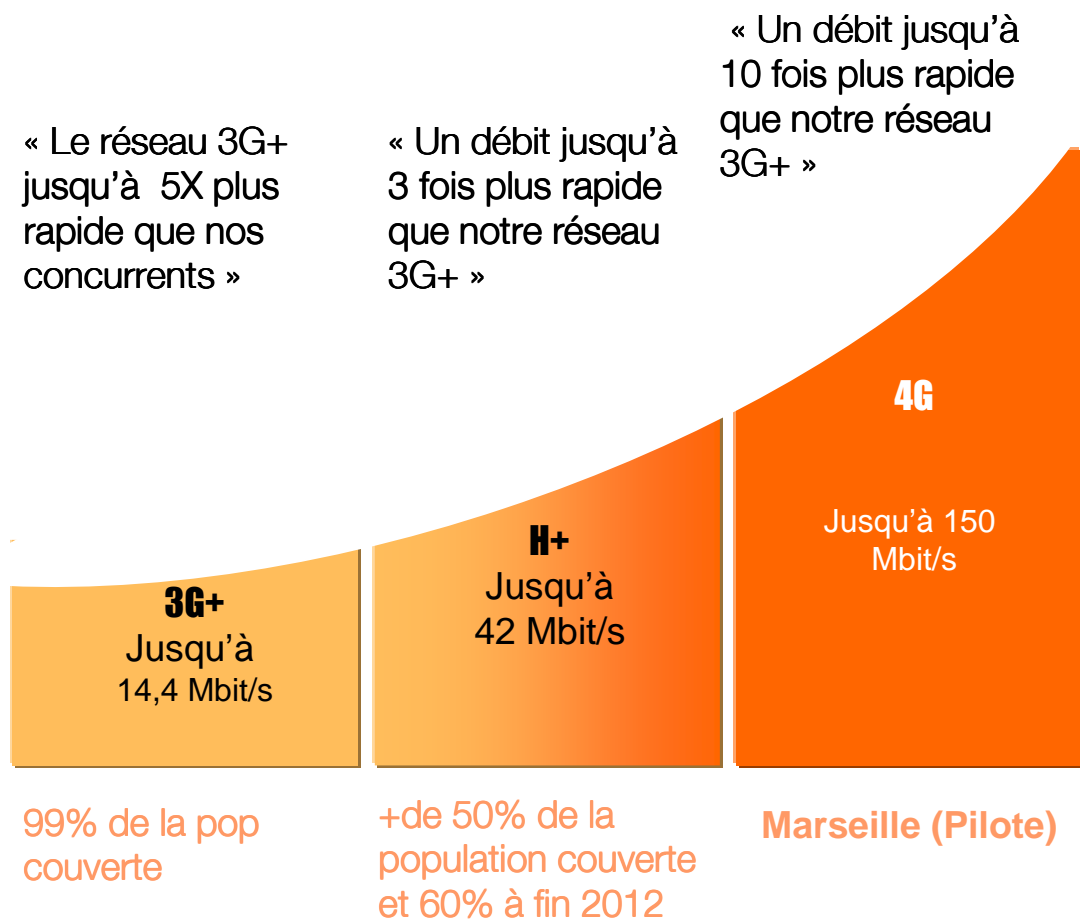 « Le réseau 3G+
jusqu'à  5X plus
rapide que nos
concurrents »
« Un débit jusqu'à
3 fois plus rapide
que notre réseau
3G+ »
« Un débit jusqu'à
10 fois plus rapide
que notre réseau
3G+ »
3G+
Jusqu'à
14,4 Mbit/s
H+
Jusqu'à
42 Mbit/s
4G
Jusqu'à 150
Mbit/s
99% de la pop
couverte
+de 50% de la
population couverte
et 60% à fin 2012
Marseille (Pilote)